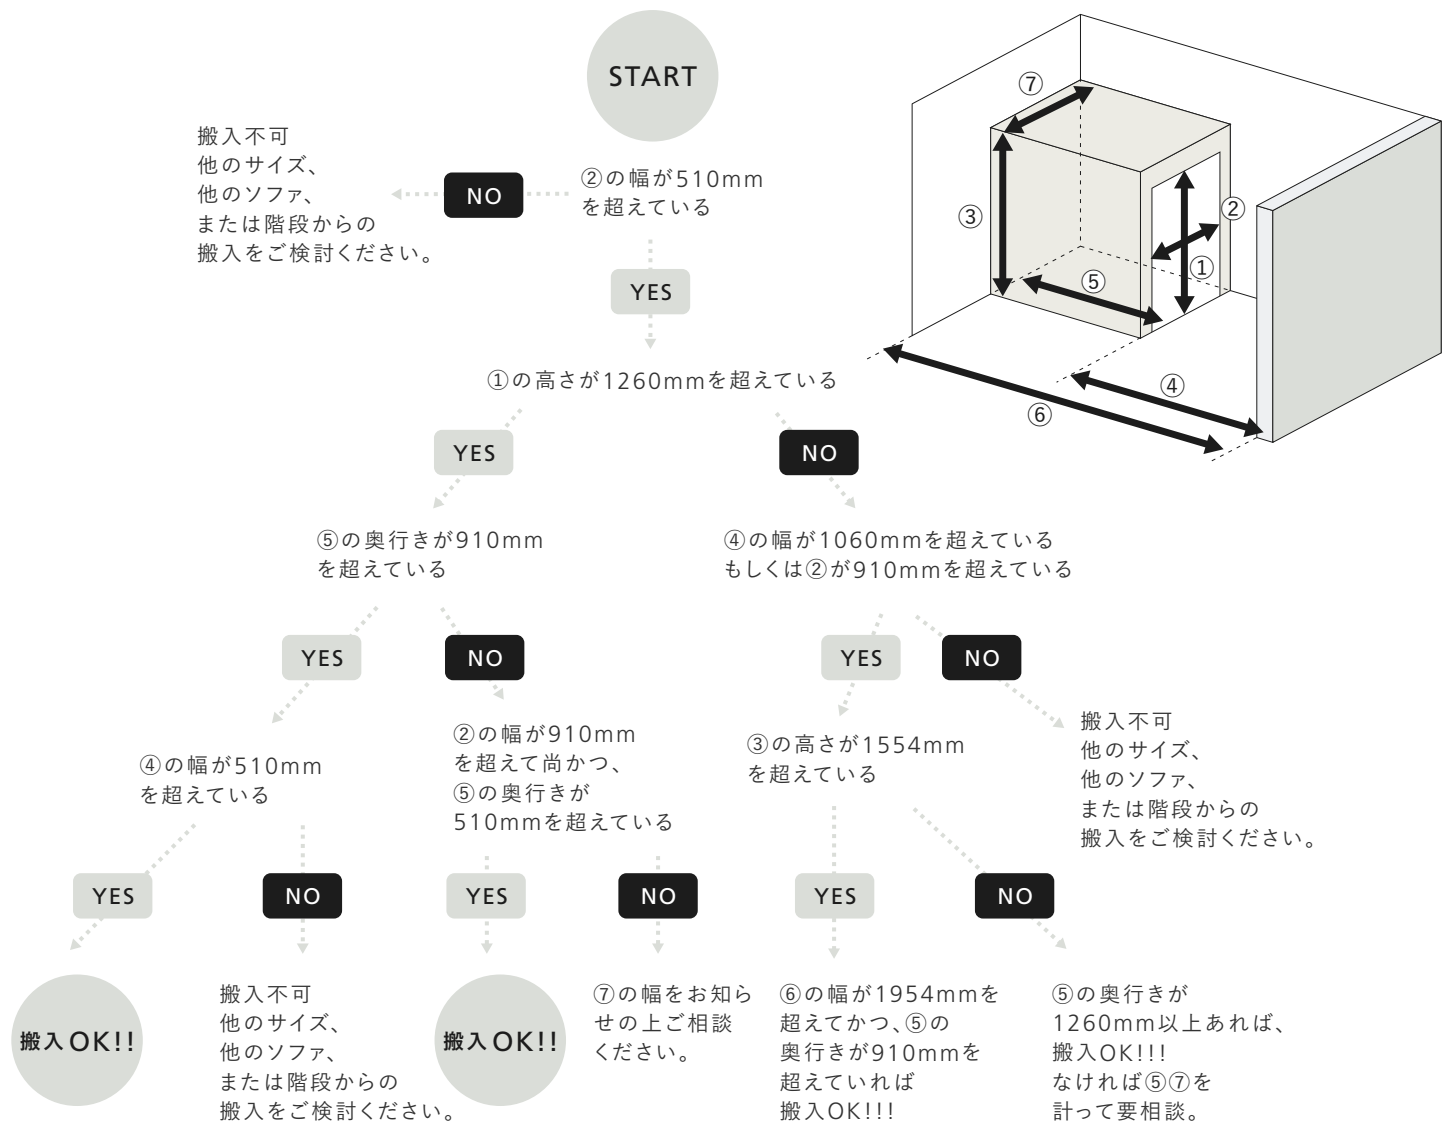 START
②の幅が510mm
を超えている
NO
搬入不可
他のサイズ、
他のソファ、
または階段からの
搬入をご検討ください。
YES
①の高さが1260mmを超えている
YES
NO
⑤の奥行きが910mm
を超えている
④の幅が1060mmを超えている
もしくは②が910mmを超えている
YES
NO
YES
NO
④の幅が510mm
を超えている
②の幅が910mm
を超えて尚かつ、
⑤の奥行きが
510mmを超えている
③の高さが1554mm
を超えている
搬入不可
他のサイズ、
他のソファ、
または階段からの
搬入をご検討ください。
YES
NO
YES
NO
YES
NO
搬入OK!!
搬入不可
他のサイズ、
他のソファ、
または階段からの
搬入をご検討ください。
搬入OK!!
⑦の幅をお知ら
せの上ご相談
ください。
⑥の幅が1954mmを
超えてかつ、⑤の
奥行きが910mmを
超えていれば
搬入OK!!!
⑤の奥行きが
1260mm以上あれば、
搬入OK!!!
なければ⑤⑦を
計って要相談。
⑦
③
②
①
⑤
④
⑥